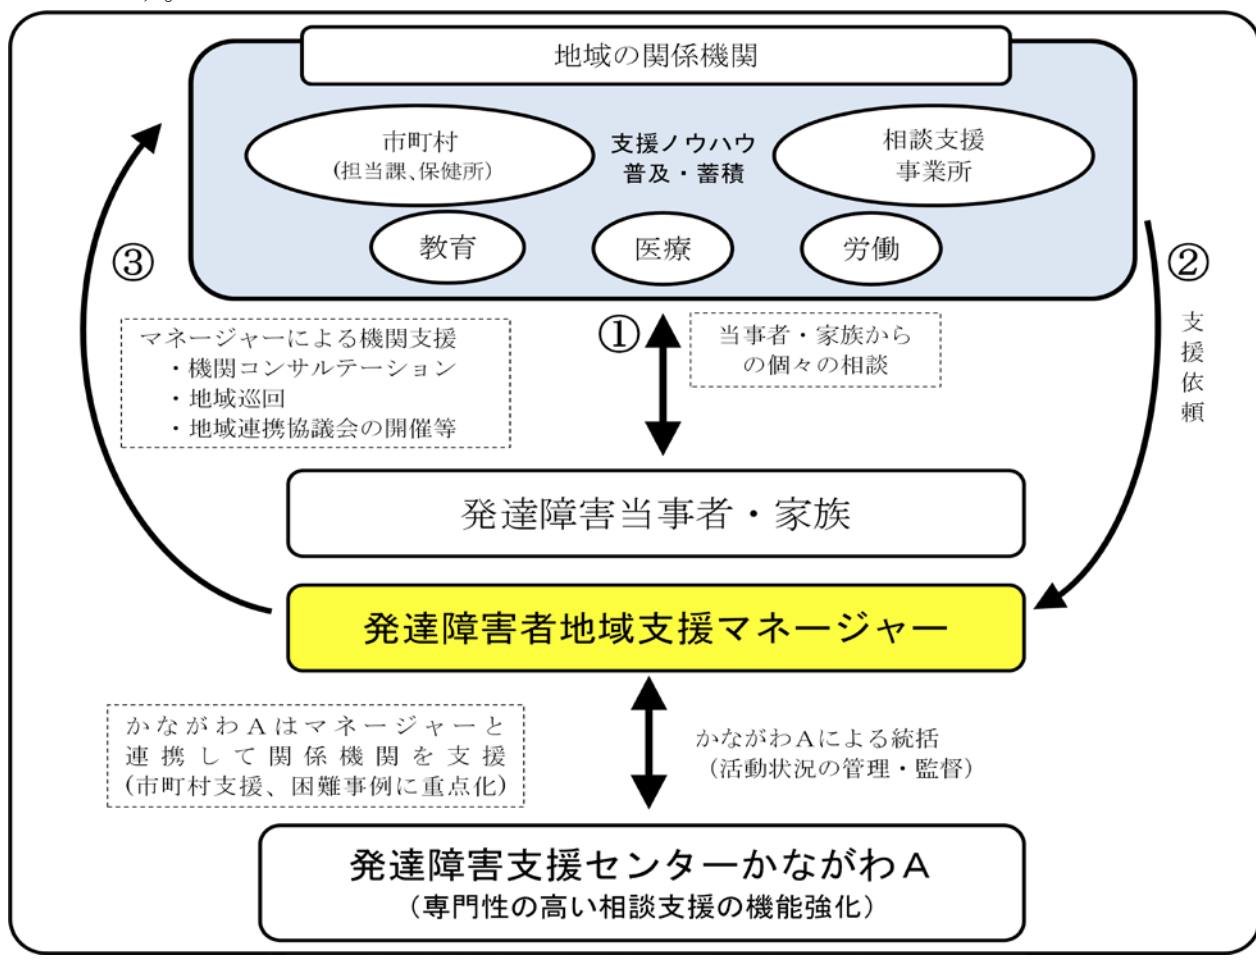 地域の関係機関
市町村
(担当課、保健所)
支援ノウハウ
普及・蓄積
相談支援
事業所
教育
医療
労働
③
②
支援依頼
マネージャーによる機関支援
・機関コンサルテーション
・地域巡回
・地域連携協議会の開催等
①
当事者・家族から
の個々の相談
発達障害当事者・家族
発達障害者地域支援マネージャー
かながわＡはマネージャーと
連携して関係機関を支援
(市町村支援、困難事例に重点化)
かながわＡによる統括
（活動状況の管理・監督）
発達障害支援センターかながわＡ
（専門性の高い相談支援の機能強化）